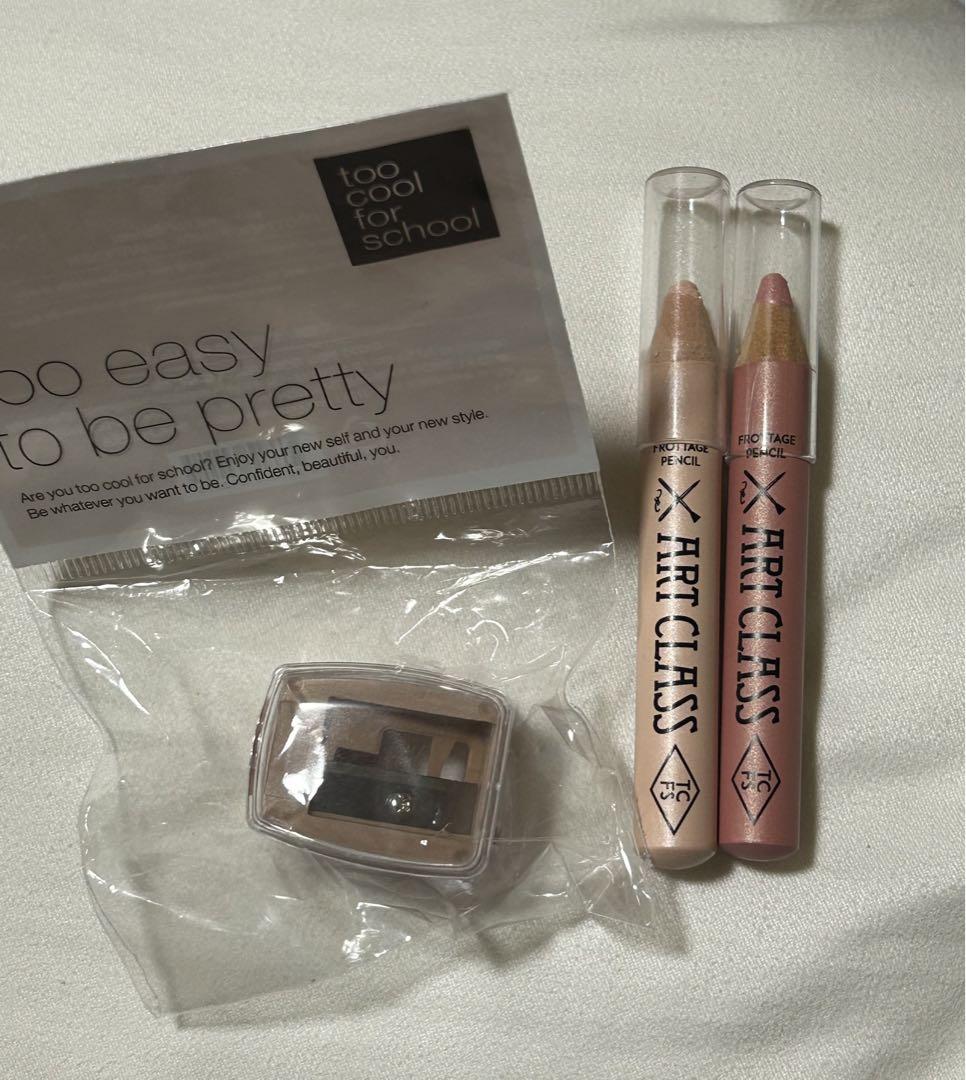 too
cool
for
school
oo easy
to be pretty
Are you too cool for school? Enjoy your new self and your new style.
Be whatever you want to be. Confident, beautiful, you.
FROTTAGE
PENCIL
ART CLASS
TC
FS
FROTTAGE
PENCIL
ART CLASS
TC
FS